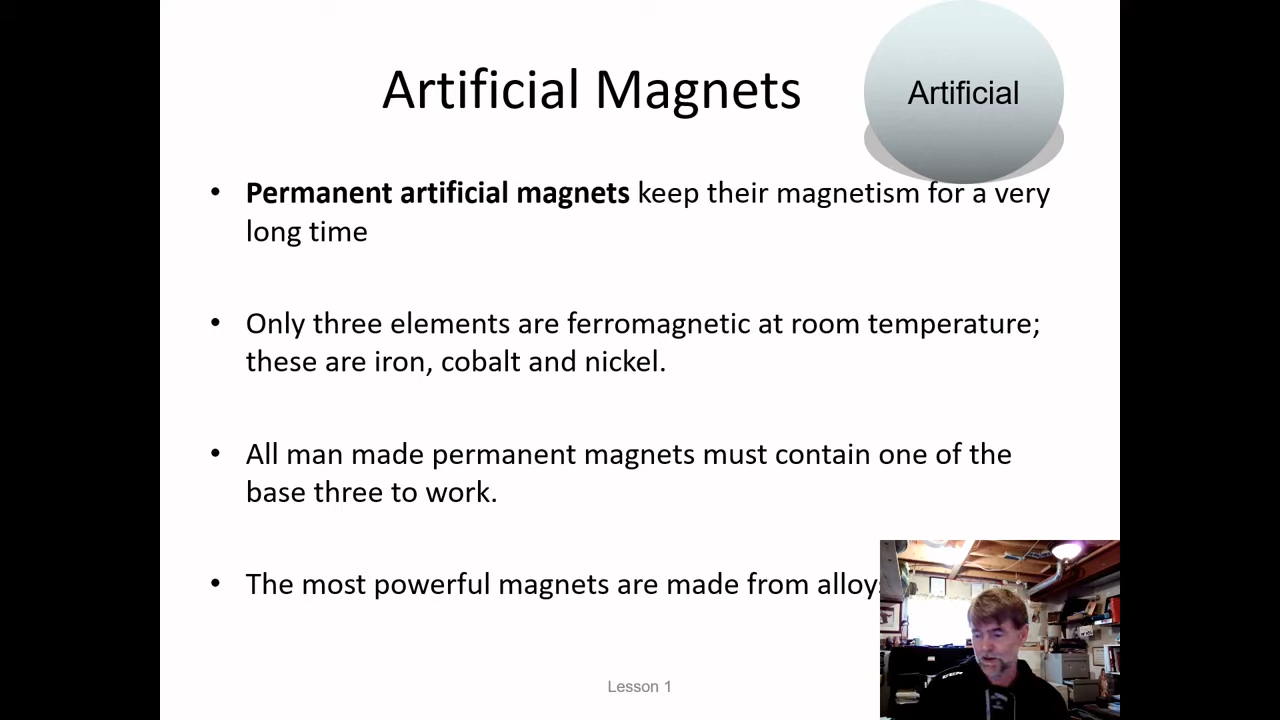 Artificial Magnets
Artificial
• Permanent artificial magnets keep their magnetism for a very
long time
• Only three elements are ferromagnetic at room temperature;
these are iron, cobalt and nickel.
• All man made permanent magnets must contain one of the
base three to work.
• The most powerful magnets are made from alloys
Lesson 1